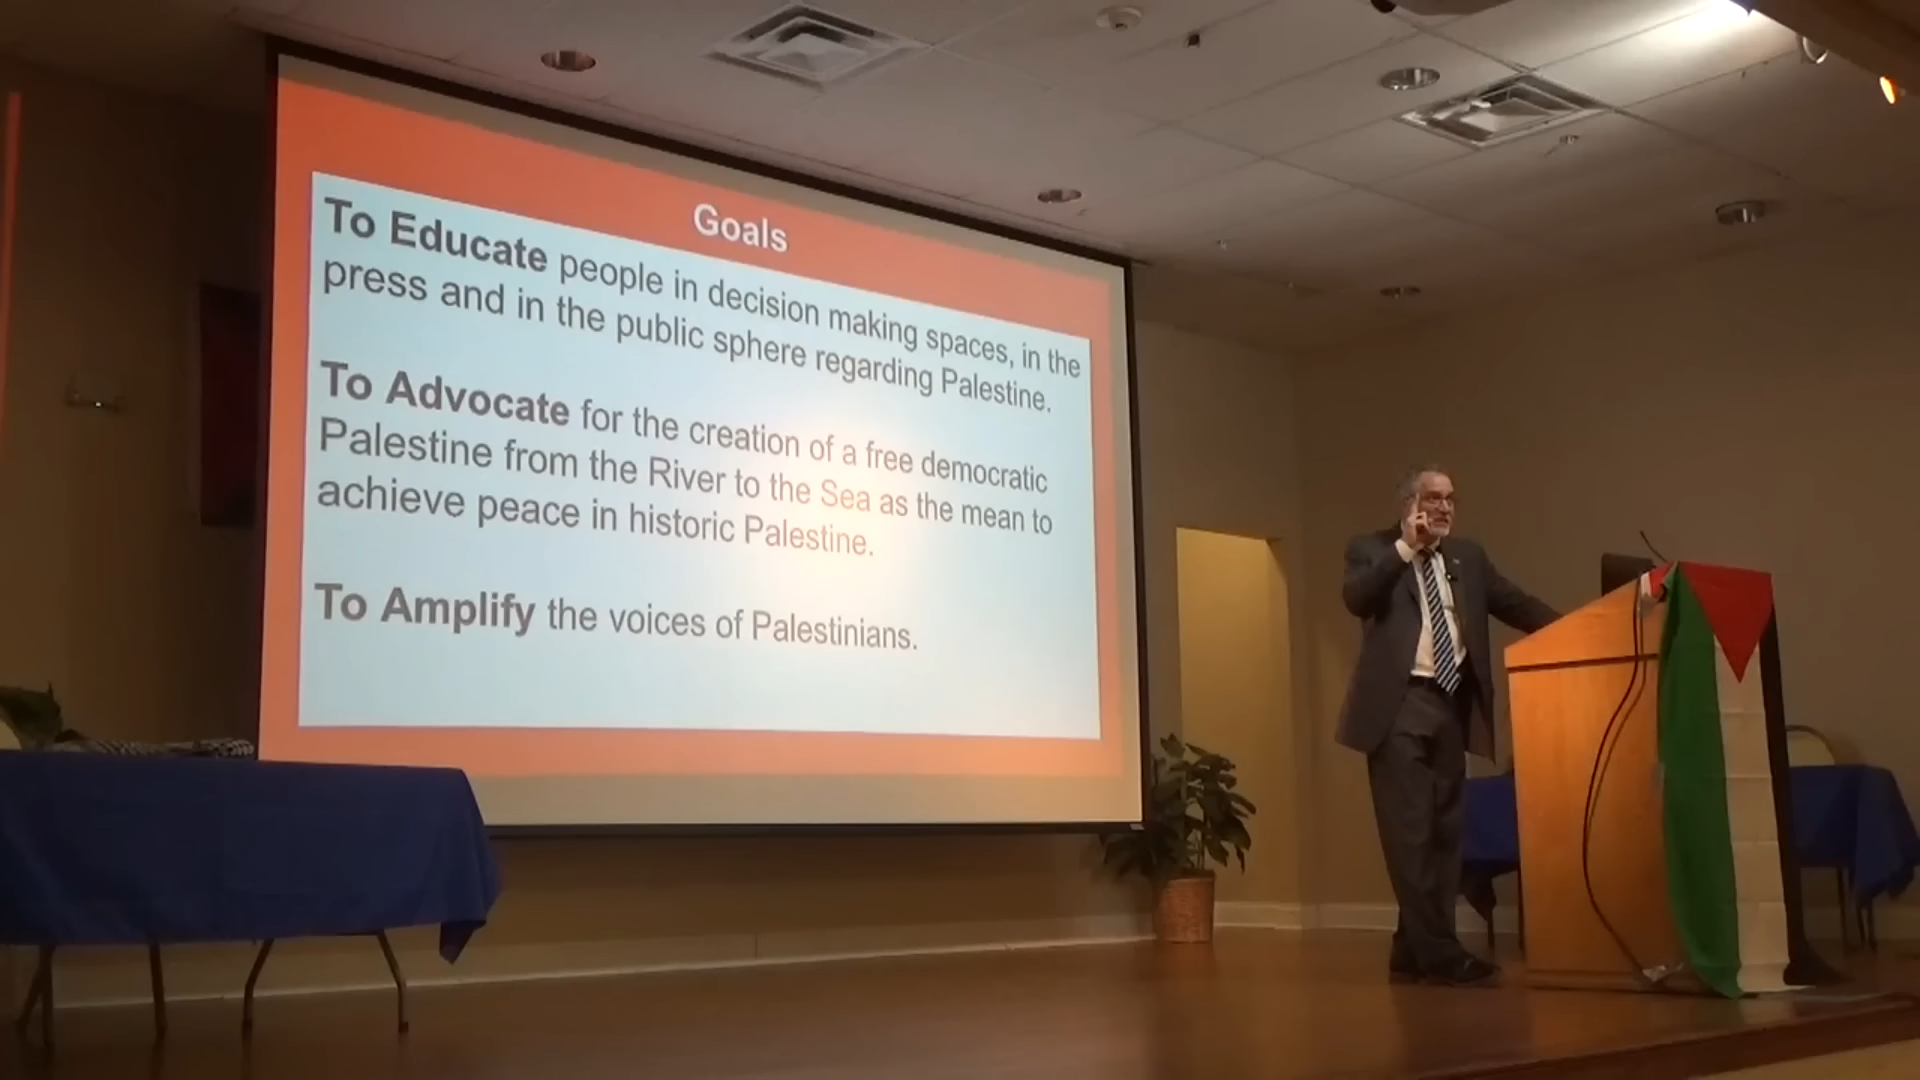 Goals
To Educate people in decision making spaces, in the
press and in the public sphere regarding Palestine.
To Advocate for the creation of a free democratic
Palestine from the River to the Sea as the mean to
achieve peace in historic Palestine.
To Amplify the voices of Palestinians.